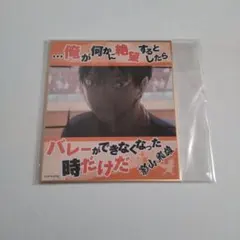 …俺が何かに絶望するとしたら
バレーができなくなった
時だけだ
影山 飛雄